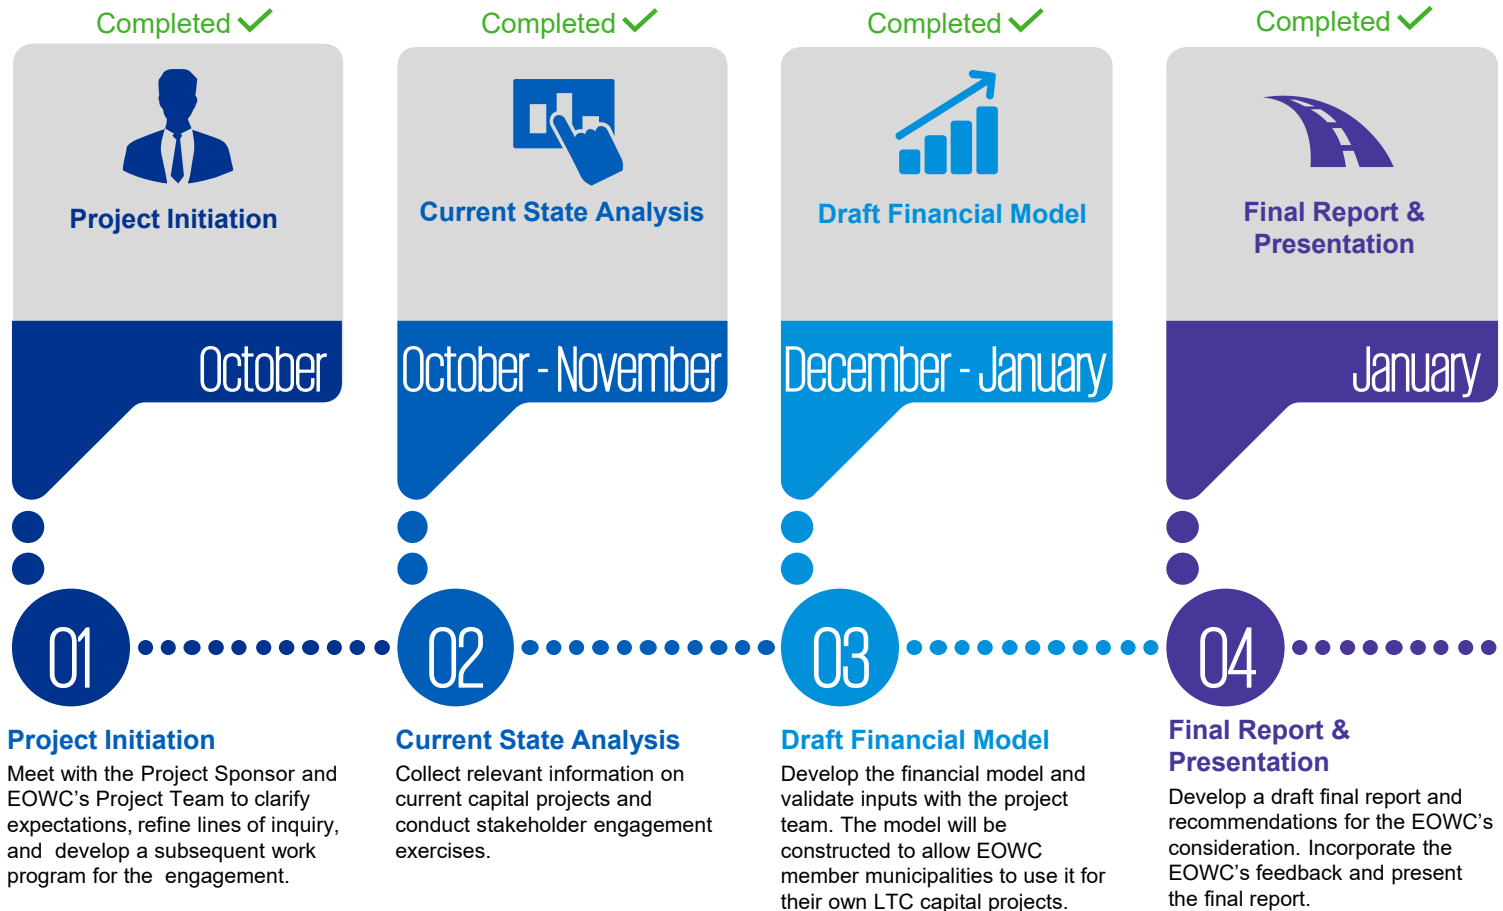 Completed
Completed
Completed
Completed
Project Initiation
Current State Analysis
Draft Financial Model
Final Report &
Presentation
October
October - November
December - January
January
01
02
03
04
Project Initiation
Meet with the Project Sponsor and
EOWC’s Project Team to clarify
expectations, refine lines of inquiry,
and develop a subsequent work
program for the engagement.
Current State Analysis
Collect relevant information on
current capital projects and
conduct stakeholder engagement
exercises.
Draft Financial Model
Develop the financial model and
validate inputs with the project
team. The model will be
constructed to allow EOWC
member municipalities to use it for
their own LTC capital projects.
Final Report &
Presentation
Develop a draft final report and
recommendations for the EOWC’s
consideration. Incorporate the
EOWC’s feedback and present
the final report.